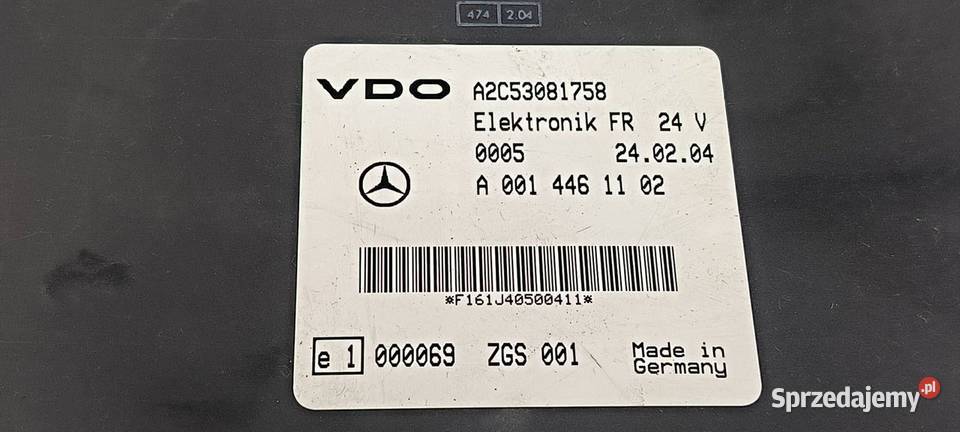 474 2.04
VDO A2C53081758
Elektronik FR 24 V
0005 24.02.04
A 001 446 11 02
*F161J40500411*
e 1 000069 ZGS 001 Made in
Germany
Sprzedajemy.pl